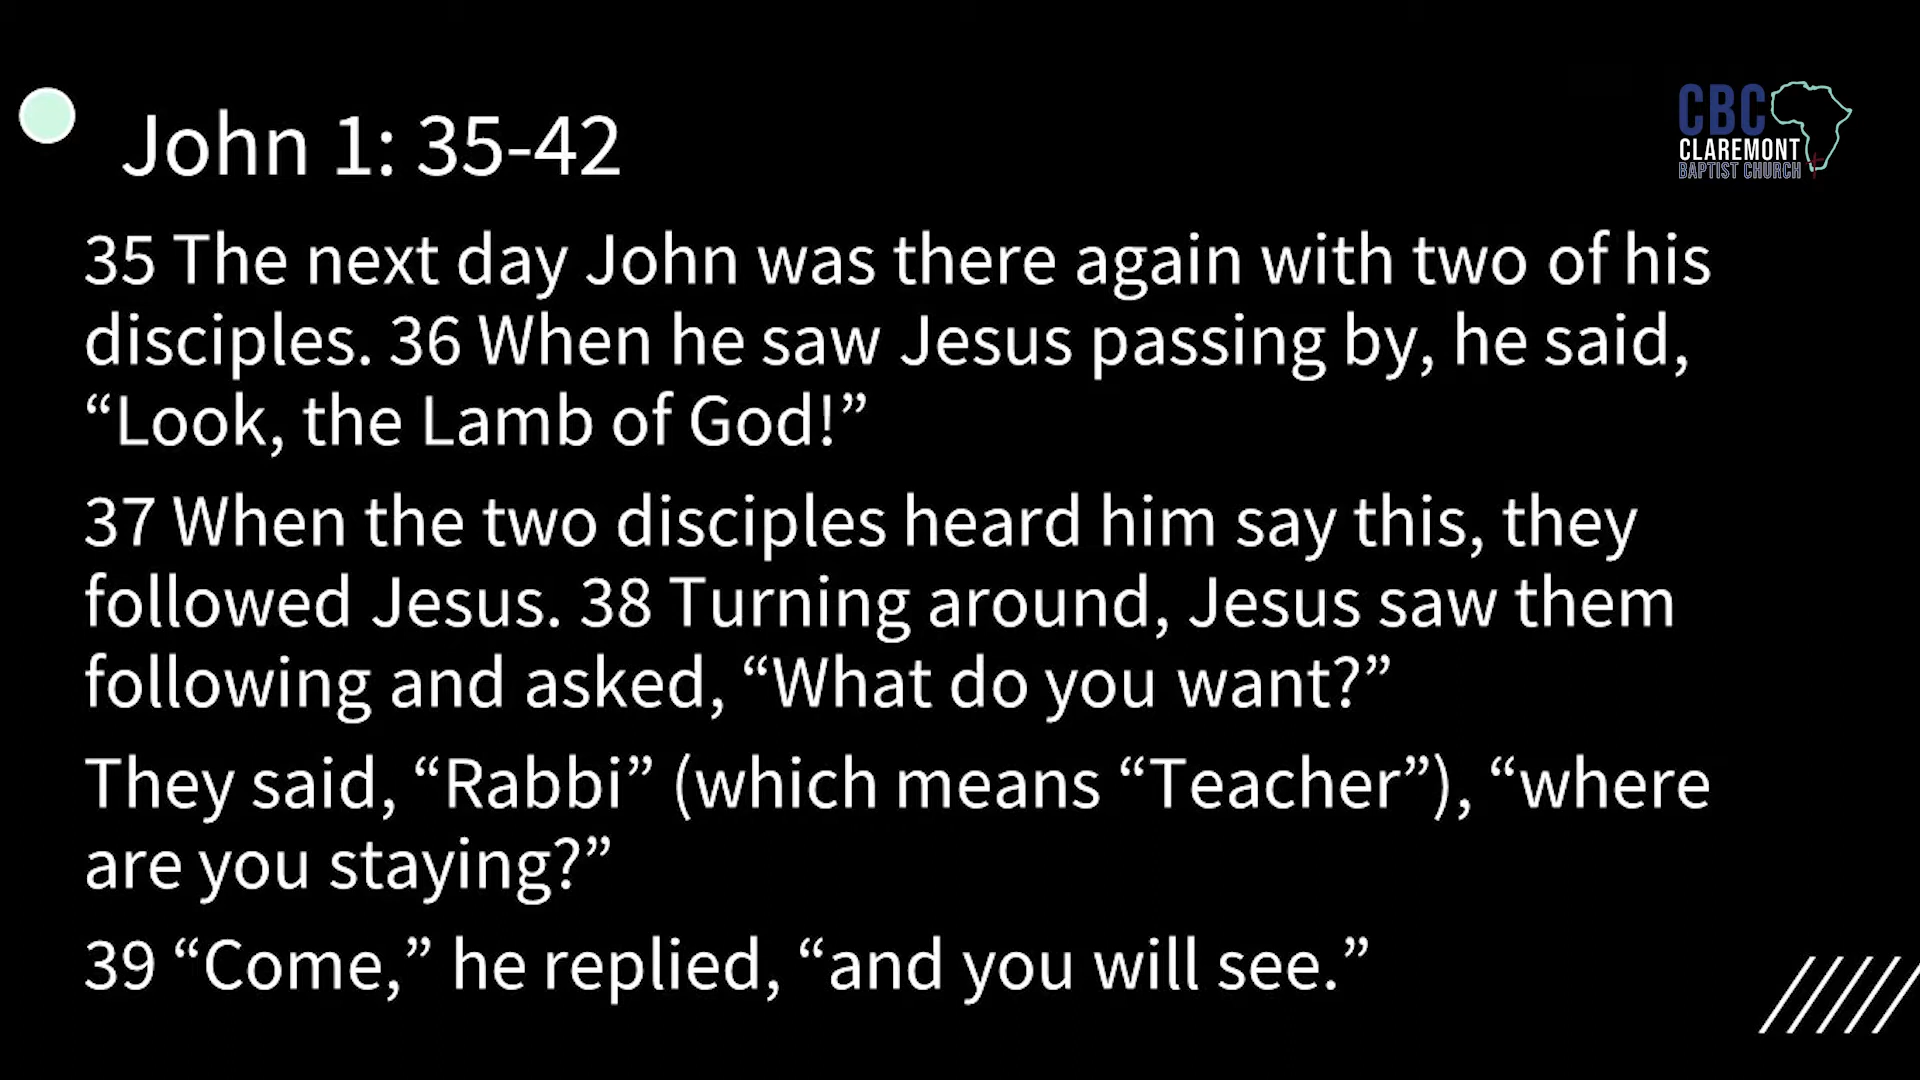 John 1: 35-42
CBC
CLAREMONT
BAPTIST CHURCH
35 The next day John was there again with two of his
disciples. 36 When he saw Jesus passing by, he said,
“Look, the Lamb of God!”
37 When the two disciples heard him say this, they
followed Jesus. 38 Turning around, Jesus saw them
following and asked, “What do you want?”
They said, “Rabbi” (which means “Teacher”), “where
are you staying?”
39 “Come,” he replied, “and you will see.”